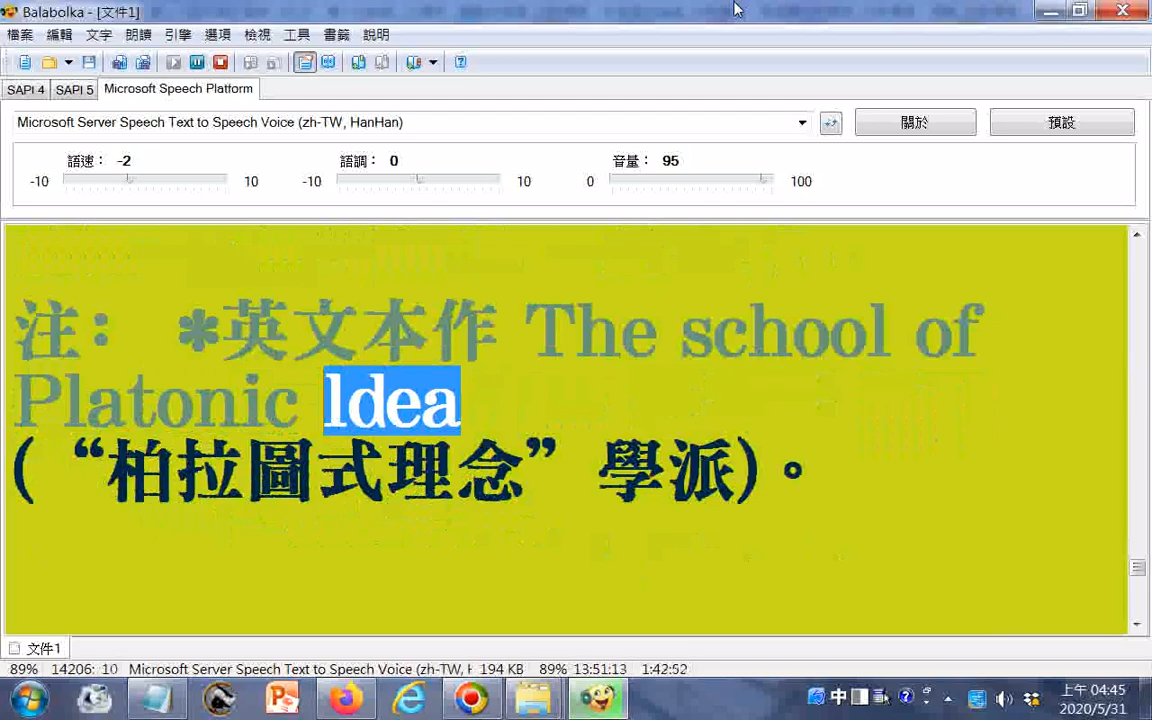 Balabolka - [文件1]
檔案 編輯 文字 朗讀 引擎 選項 檢視 工具 書籤 說明
SAPI 4 SAPI 5 Microsoft Speech Platform
Microsoft Server Speech Text to Speech Voice (zh-TW, HanHan) 關於 預設
語速： -2 語調： 0 音量： 95
-10 10 -10 10 0 100
注： *英文本作 The school of
Platonic ldea
(“柏拉圖式理念” 學派)。
文件1
89% 14206: 10 Microsoft Server Speech Text to Speech Voice (zh-TW, H 194 KB 89% 13:51:13 1:42:52
中 上午 04:45
2020/5/31